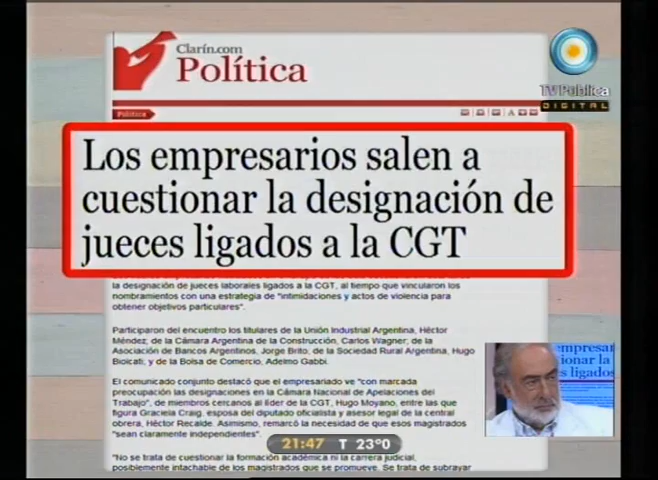 Clarín.com
Política
TV Pública
DIGITAL
Política
Los empresarios salen a
cuestionar la designación de
jueces ligados a la CGT
la designación de jueces laborales ligados a la CGT, al tiempo que vincularon los
nombramientos con una estrategia de "intimidaciones y actos de violencia para
obtener objetivos particulares".
Participaron del encuentro los titulares de la Unión Industrial Argentina, Héctor
Méndez; de la Cámara Argentina de la Construcción, Carlos Wagner; de la
Asociación de Bancos Argentinos, Jorge Brito, de la Sociedad Rural Argentina, Hugo
Biolcati; y de la Bolsa de Comercio, Adelmo Gabbi.
El comunicado conjunto destacó que el empresariado ve "con marcada
preocupación las designaciones en la Cámara Nacional de Apelaciones del
Trabajo", de miembros cercanos al líder de la CGT, Hugo Moyano, entre las que
figura Graciela Craig, esposa del diputado oficialista y asesor legal de la central
obrera, Héctor Recalde. Asimismo, remarcó la necesidad de que esos magistrados
"sean claramente independientes".
"No se trata de cuestionar la formación académica ni la carrera judicial,
posiblemente intachable de los magistrados que se promueve. Se trata de subrayar
empresar
ionar la
ligados
21:47 T 23º0